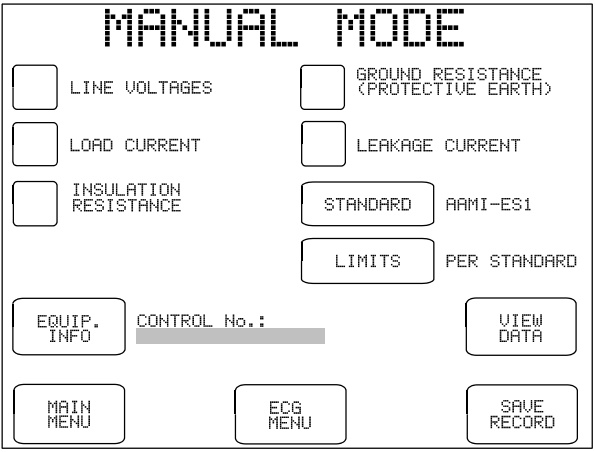 MANUAL MODE
LINE VOLTAGES
GROUND RESISTANCE
(PROTECTIVE EARTH)
LOAD CURRENT
LEAKAGE CURRENT
INSULATION
RESISTANCE
STANDARD
AAMI-ES1
LIMITS
PER STANDARD
EQUIP.
INFO
CONTROL No.:
VIEW
DATA
MAIN
MENU
ECG
MENU
SAVE
RECORD